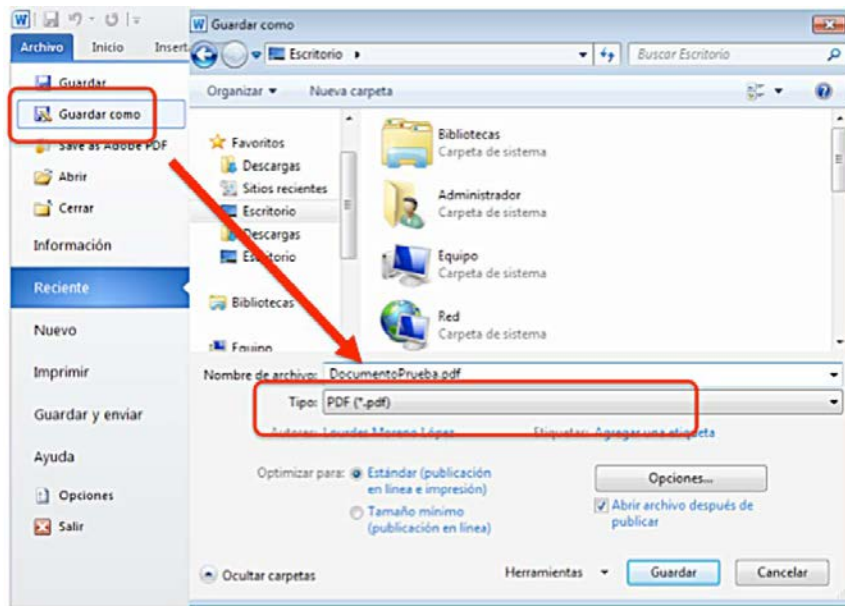 W
Archivo Inicio Insert
Guardar
Guardar como
Save as Adobe PDF
Abrir
Cerrar
Información
Reciente
Nuevo
Imprimir
Guardar y enviar
Ayuda
Opciones
Salir
W Guardar como
Escritorio
Buscar Escritorio
Organizar Nueva carpeta
Favoritos
Descargas
Sitios recientes
Escritorio
Descargas
Escritorio
Bibliotecas
Equipo
Bibliotecas
Carpeta de sistema
Administrador
Carpeta de sistema
Equipo
Carpeta de sistema
Red
Carpeta de sistema
Nombre de archivo: DocumentoPrueba.pdf
Tipo: PDF (*.pdf)
Autores: Lourdes Moreno López Etiquetas: Agregar una etiqueta
Optimizar para: Estándar (publicación
en línea e impresión)
Tamaño mínimo
(publicación en línea)
Opciones...
Abrir archivo después de
publicar
Ocultar carpetas Herramientas Guardar Cancelar